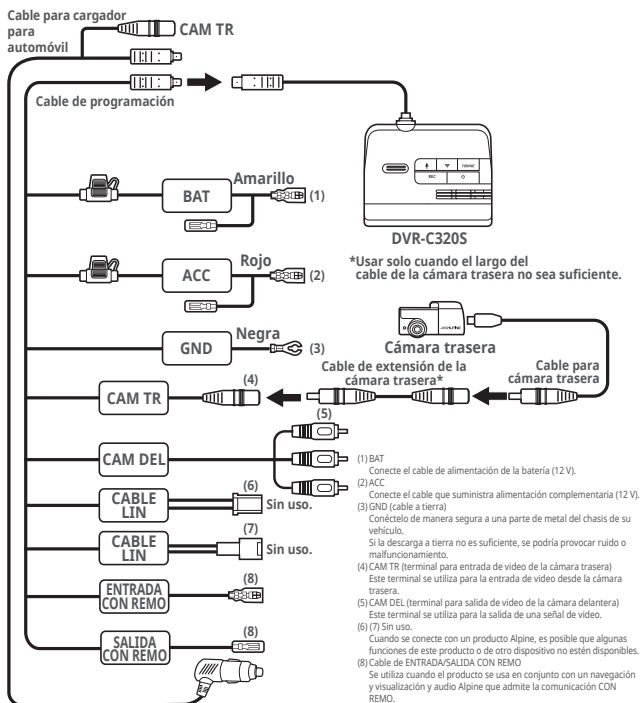 Cable para cargador
para
automóvil
CAM TR
Cable de programación
FORMAT
REC
DVR-C320S
*Usar solo cuando el largo del
cable de la cámara trasera no sea suficiente.
BAT
Amarillo
(1)
ACC
Rojo
(2)
GND
Negra
(3)
ALPINE
Cámara trasera
Cable de extensión de la
cámara trasera*
Cable para
cámara trasera
CAM TR
(4)
CAM DEL
(5)
CABLE
LIN
(6)
Sin uso.
CABLE
LIN
(7)
Sin uso.
ENTRADA
CON REMO
(8)
SALIDA
CON REMO
(8)
(1) BAT
Conecte el cable de alimentación de la batería (12 V).
(2) ACC
Conecte el cable que suministra alimentación complementaria (12 V).
(3) GND (cable a tierra)
Conéctelo de manera segura a una parte de metal del chasis de su
vehículo.
Si la descarga a tierra no es suficiente, se podría provocar ruido o
malfuncionamiento.
(4) CAM TR (terminal para entrada de video de la cámara trasera)
Este terminal se utiliza para la entrada de video desde la cámara
trasera.
(5) CAM DEL (terminal para salida de video de la cámara delantera)
Este terminal se utiliza para la salida de una señal de video.
(6) (7) Sin uso.
Cuando se conecte con un producto Alpine, es posible que algunas
funciones de este producto o de otro dispositivo no estén disponibles.
(8) Cable de ENTRADA/SALIDA CON REMO
Se utiliza cuando el producto se usa en conjunto con un navegación
y visualización y audio Alpine que admite la comunicación CON
REMO.